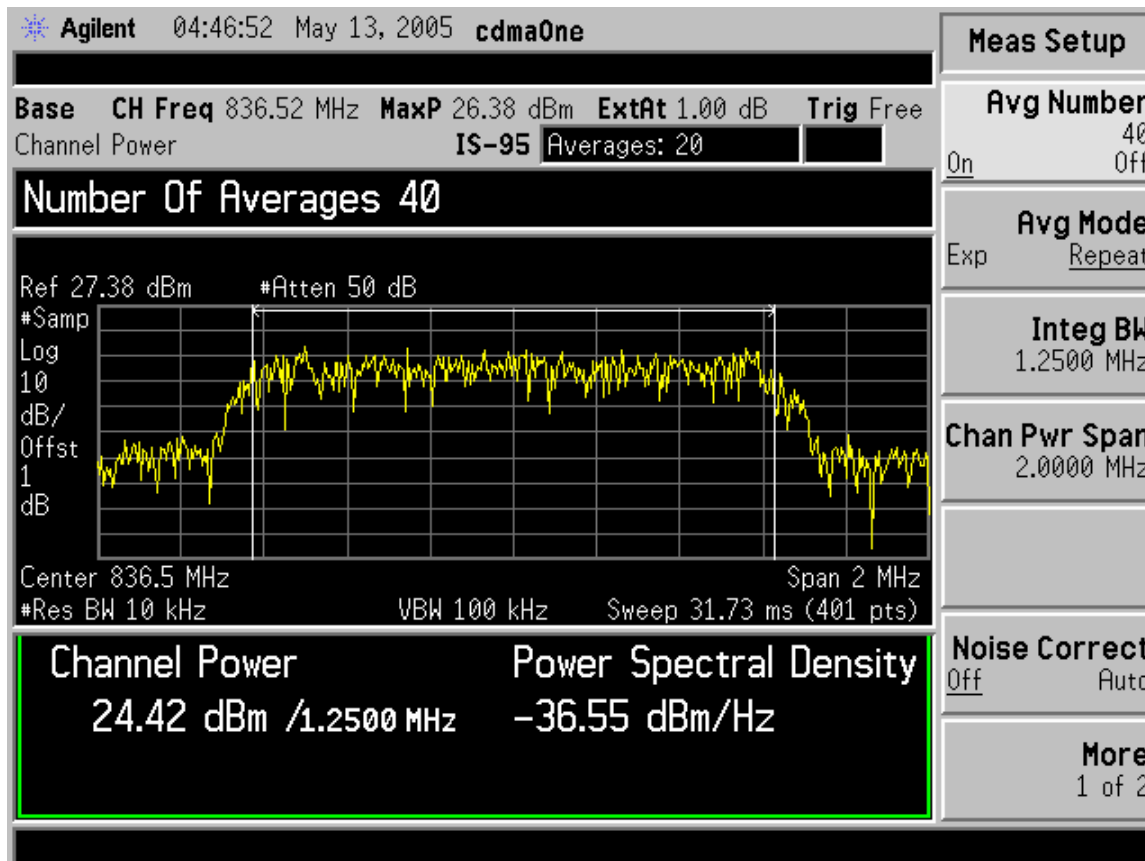 Agilent 04:46:52 May 13, 2005 cdmaOne
Base CH Freq 836.52 MHz MaxP 26.38 dBm ExtAt 1.00 dB Trig Free
Channel Power IS-95 Averages: 20
Number Of Averages 40
Ref 27.38 dBm #Atten 50 dB
#Samp
Log
10
dB/
Offst
1
dB
Center 836.5 MHz Span 2 MHz
#Res BW 10 kHz VBW 100 kHz Sweep 31.73 ms (401 pts)
Channel Power Power Spectral Density
24.42 dBm /1.2500 MHz -36.55 dBm/Hz
Meas Setup
Avg Number
40
On Off
Avg Mode
Exp Repeat
Integ BW
1.2500 MHz
Chan Pwr Span
2.0000 MHz
Noise Correct
Off Auto
More
1 of 2